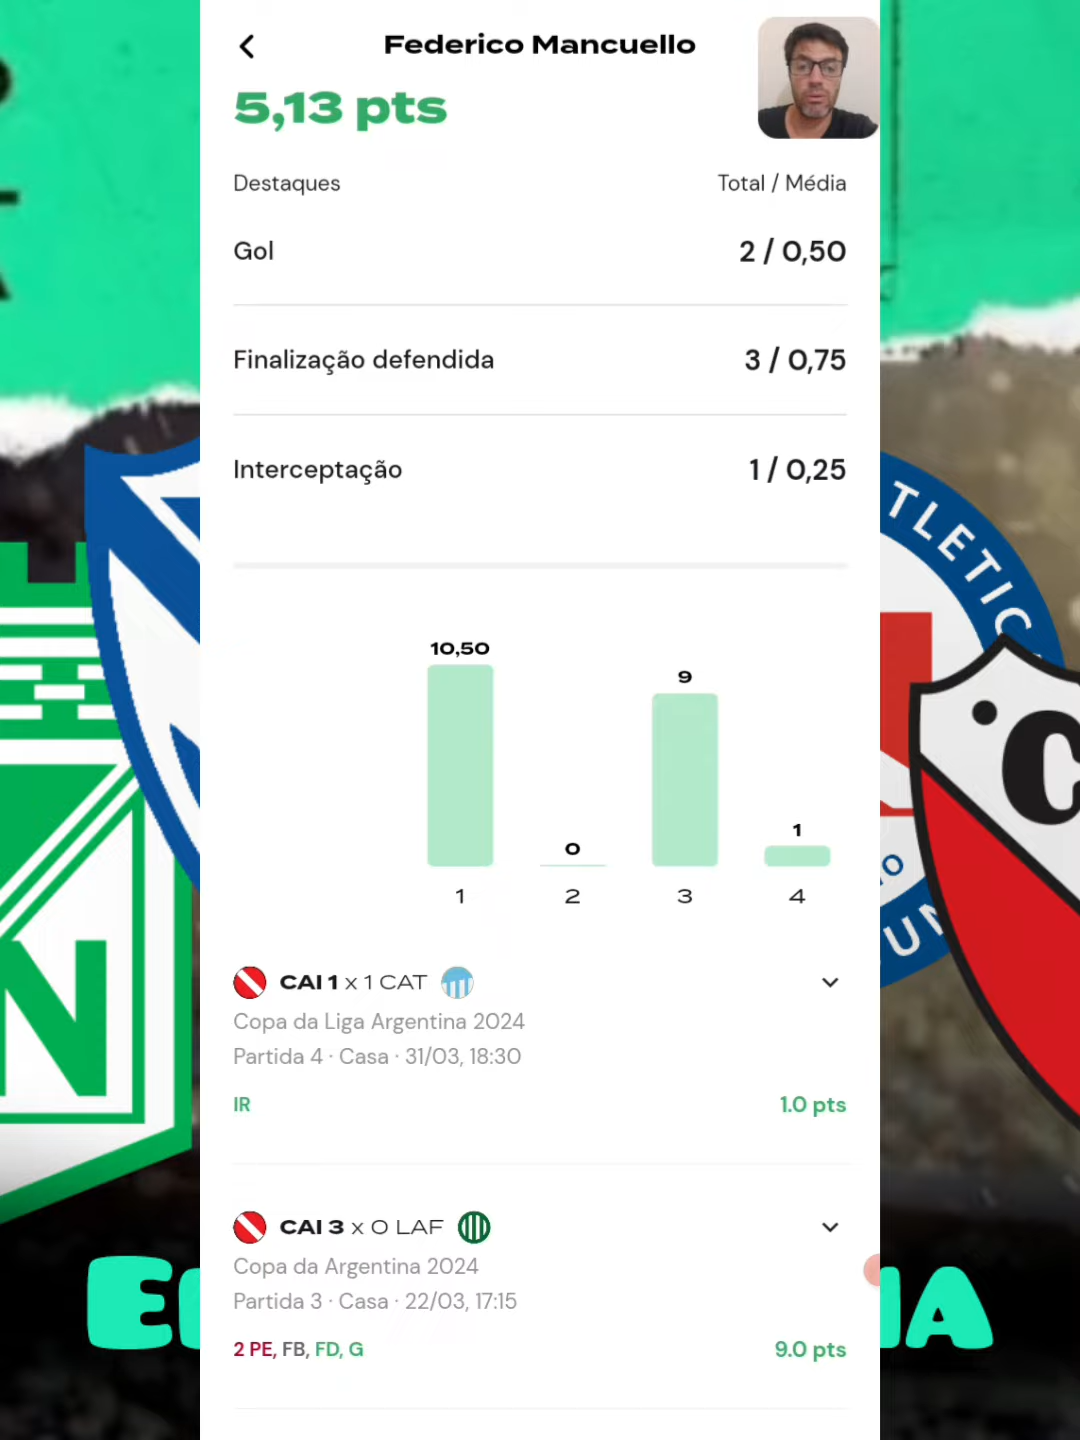 Federico Mancuello
5,13 pts
Destaques Total / Média
Gol 2 / 0,50
Finalização defendida 3 / 0,75
Interceptação 1 / 0,25
10,50
9
1
0
1 2 3 4
CAI 1 x 1 CAT
Copa da Liga Argentina 2024
Partida 4 · Casa · 31/03, 18:30
IR 1.0 pts
CAI 3 x 0 LAF
Copa da Argentina 2024
Partida 3 · Casa · 22/03, 17:15
2 PE, FB, FD, G 9.0 pts
TLETIC
N
C
UN
E
IA